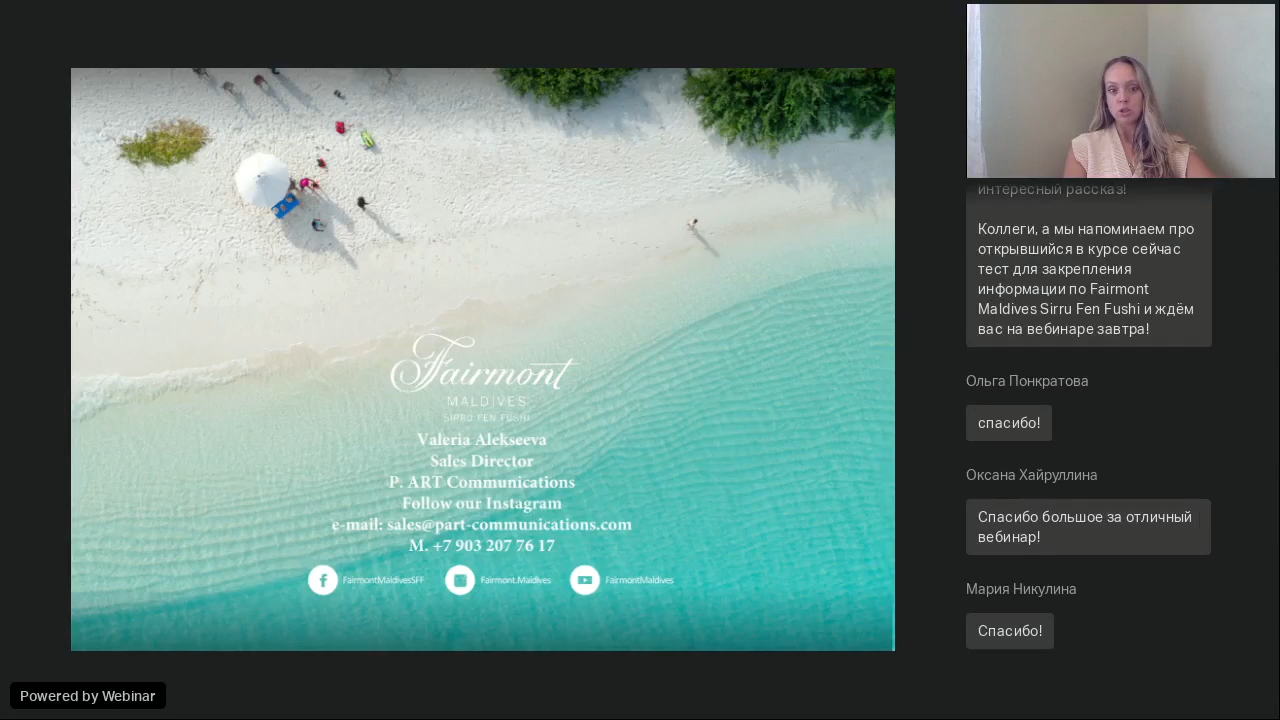 Fairmont
MALDIVES
SIRRU FEN FUSHI
Valeria Alekseeva
Sales Director
P. ART Communications
Follow our Instagram
e-mail: sales@part-communications.com
M. +7 903 207 76 17
FairmontMaldivesSFF
Fairmont.Maldives
FairmontMaldives
интересный рассказ!
Коллеги, а мы напоминаем про
открывшийся в курсе сейчас
тест для закрепления
информации по Fairmont
Maldives Sirru Fen Fushi и ждём
вас на вебинаре завтра!
Ольга Понкратова
спасибо!
Оксана Хайруллина
Спасибо большое за отличный
вебинар!
Мария Никулина
Спасибо!
Powered by Webinar